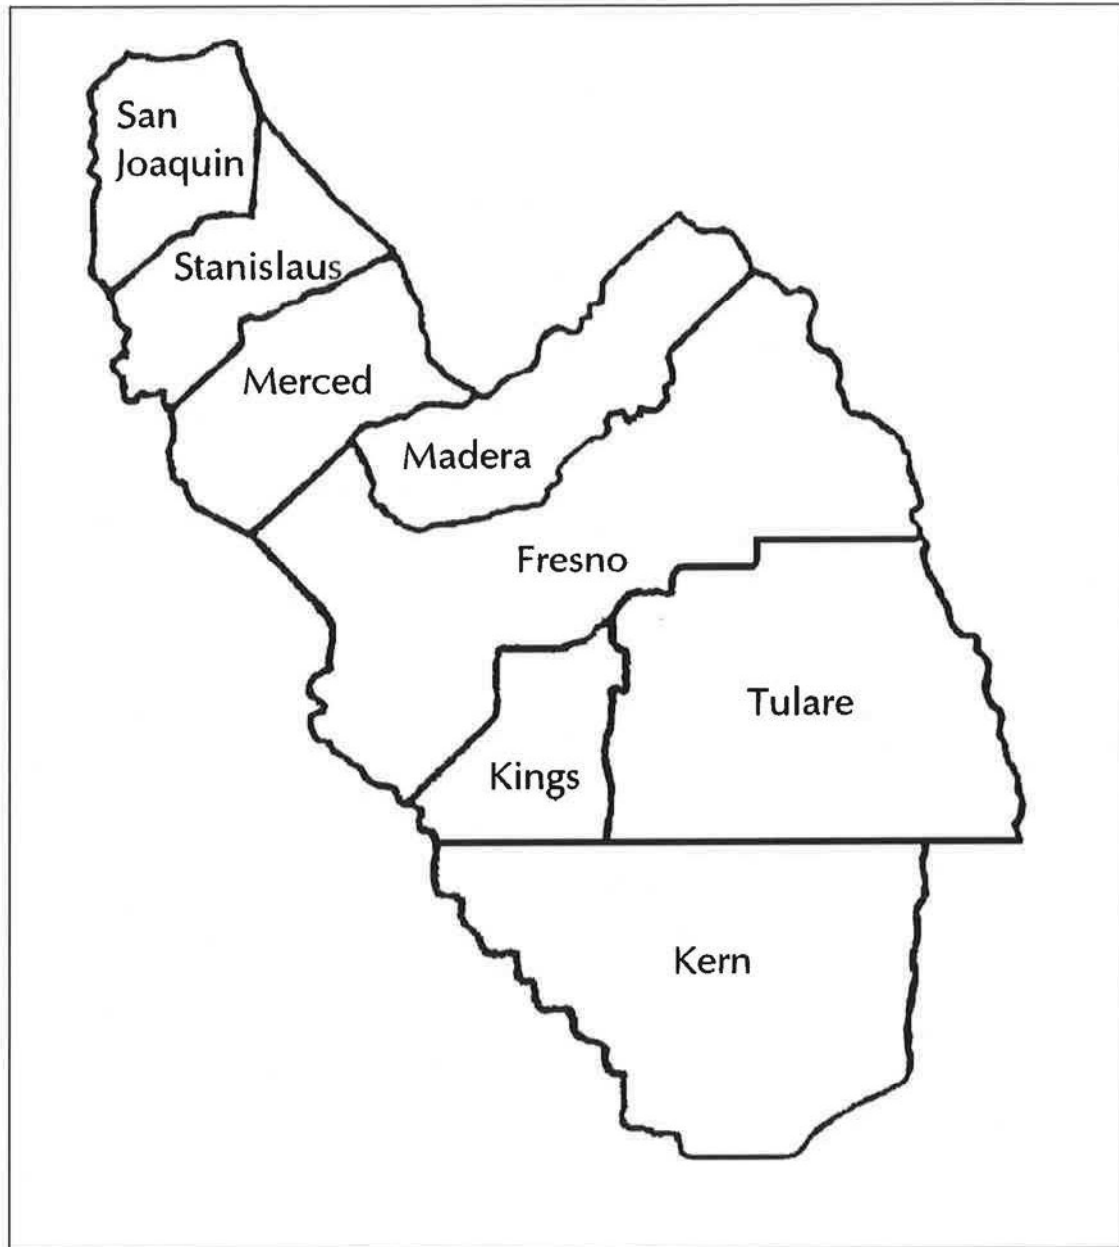 San
Joaquin
Stanislaus
Merced
Madera
Fresno
Tulare
Kings
Kern